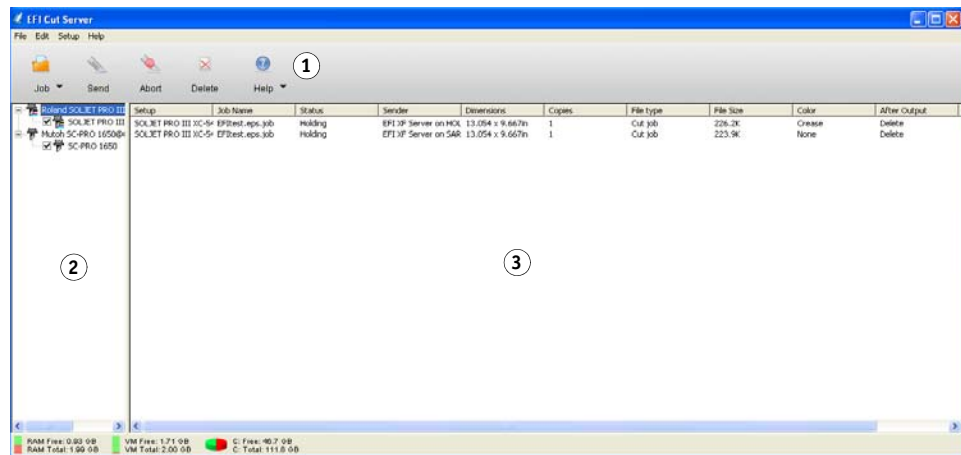 EFI Cut Server
File Edit Setup Help
1
Job Send Abort Delete Help
Roland SOLJET PRO III
SOLJET PRO III
Mutoh SC-PRO 1650@
SC-PRO 1650
Setup Job Name Status Sender Dimensions Copies File type File Size Color After Output
SOLJET PRO III XC-54 EFItest.eps.job Holding EFI XF Server on HOL 13.054 x 9.667in 1 Cut job 226.2K Crease Delete
SOLJET PRO III XC-54 EFItest.eps.job Holding EFI XF Server on SAR 13.054 x 9.667in 1 Cut job 223.9K None Delete
2
3
RAM Free: 0.93 GB VM Free: 1.71 GB C: Free: 46.7 GB
RAM Total: 1.99 GB VM Total: 2.00 GB C: Total: 111.8 GB